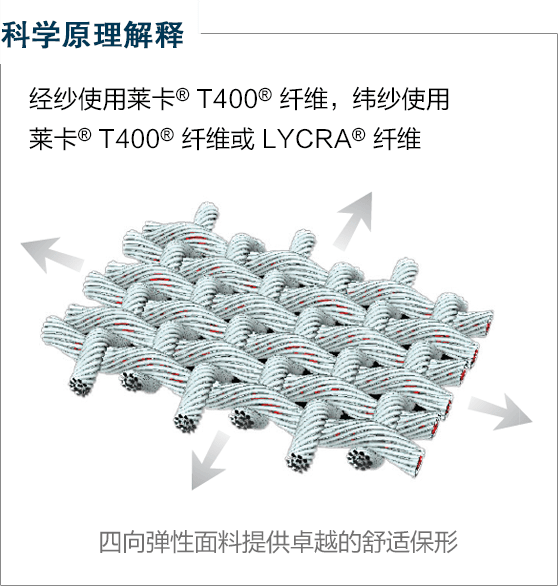 科学原理解释
经纱使用莱卡® T400® 纤维，纬纱使用
莱卡® T400® 纤维或 LYCRA® 纤维
四向弹性面料提供卓越的舒适保形